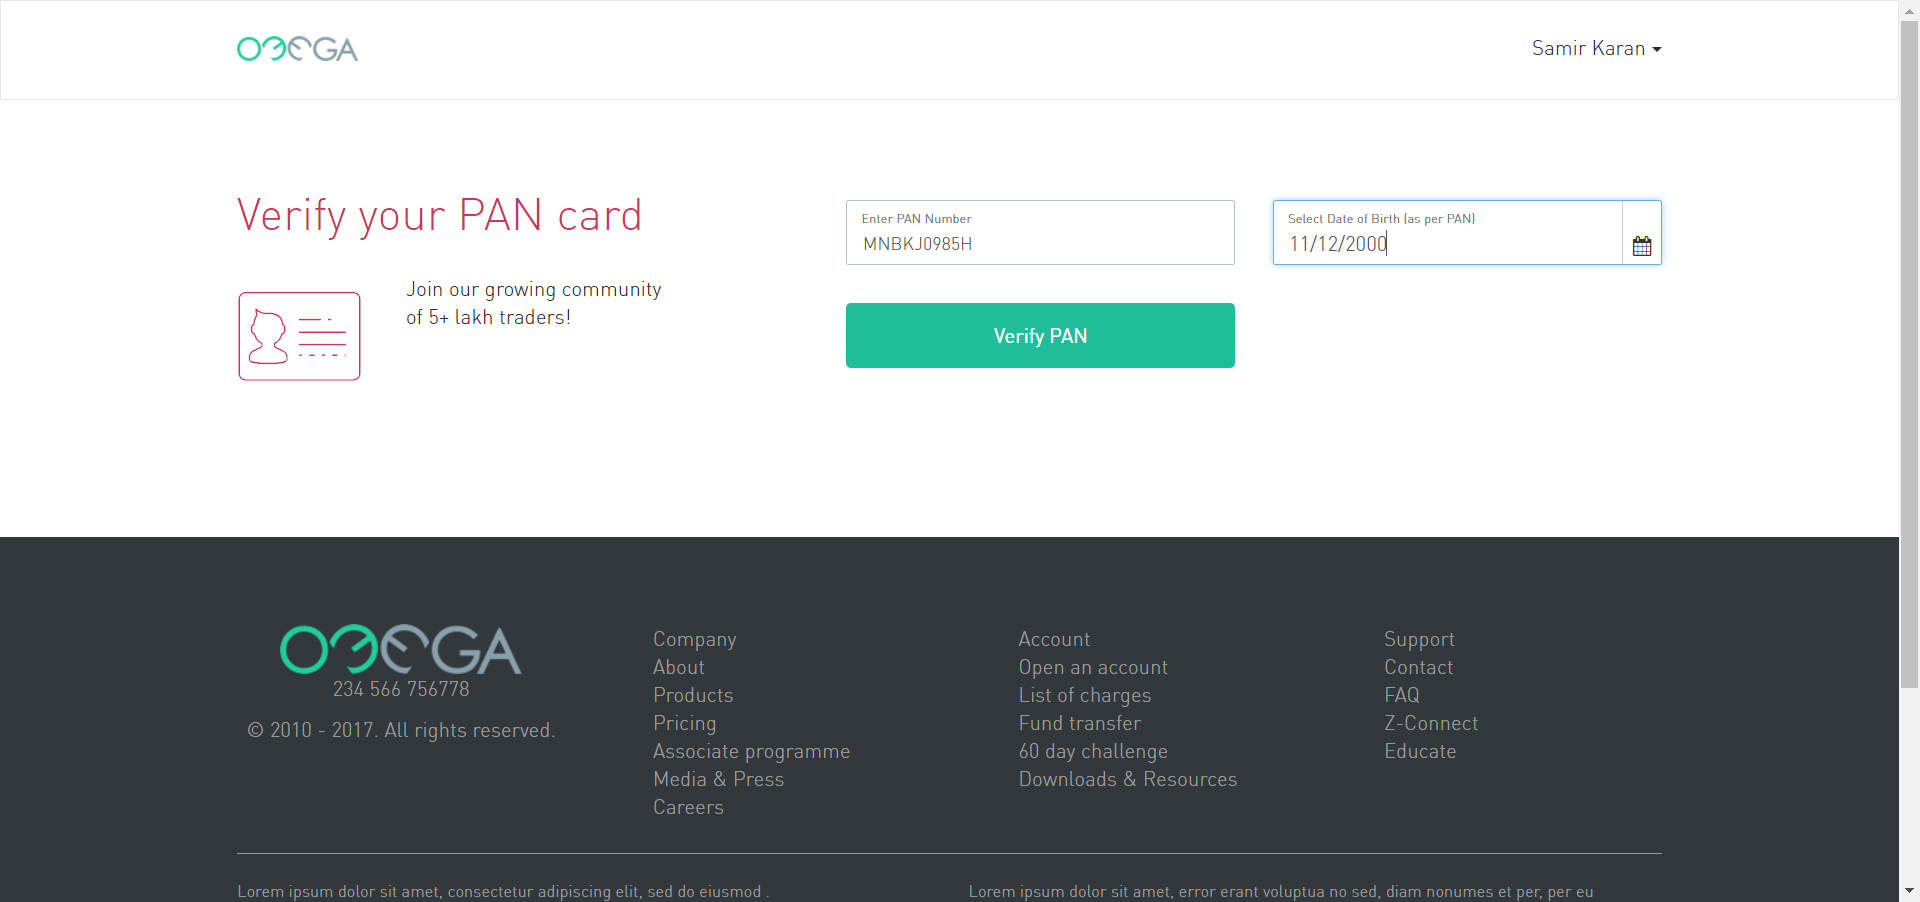 OMEGA
Samir Karan
Verify your PAN card
Join our growing community
of 5+ lakh traders!
Enter PAN Number
MNBKJ0985H
Select Date of Birth (as per PAN)
11/12/2000
Verify PAN
OMEGA
234 566 756778
© 2010 - 2017. All rights reserved.
Company
About
Products
Pricing
Associate programme
Media & Press
Careers
Account
Open an account
List of charges
Fund transfer
60 day challenge
Downloads & Resources
Support
Contact
FAQ
Z-Connect
Educate
Lorem ipsum dolor sit amet, consectetur adipiscing elit, sed do eiusmod .
Lorem ipsum dolor sit amet, error erant voluptua no sed, diam nonumes et per, per eu